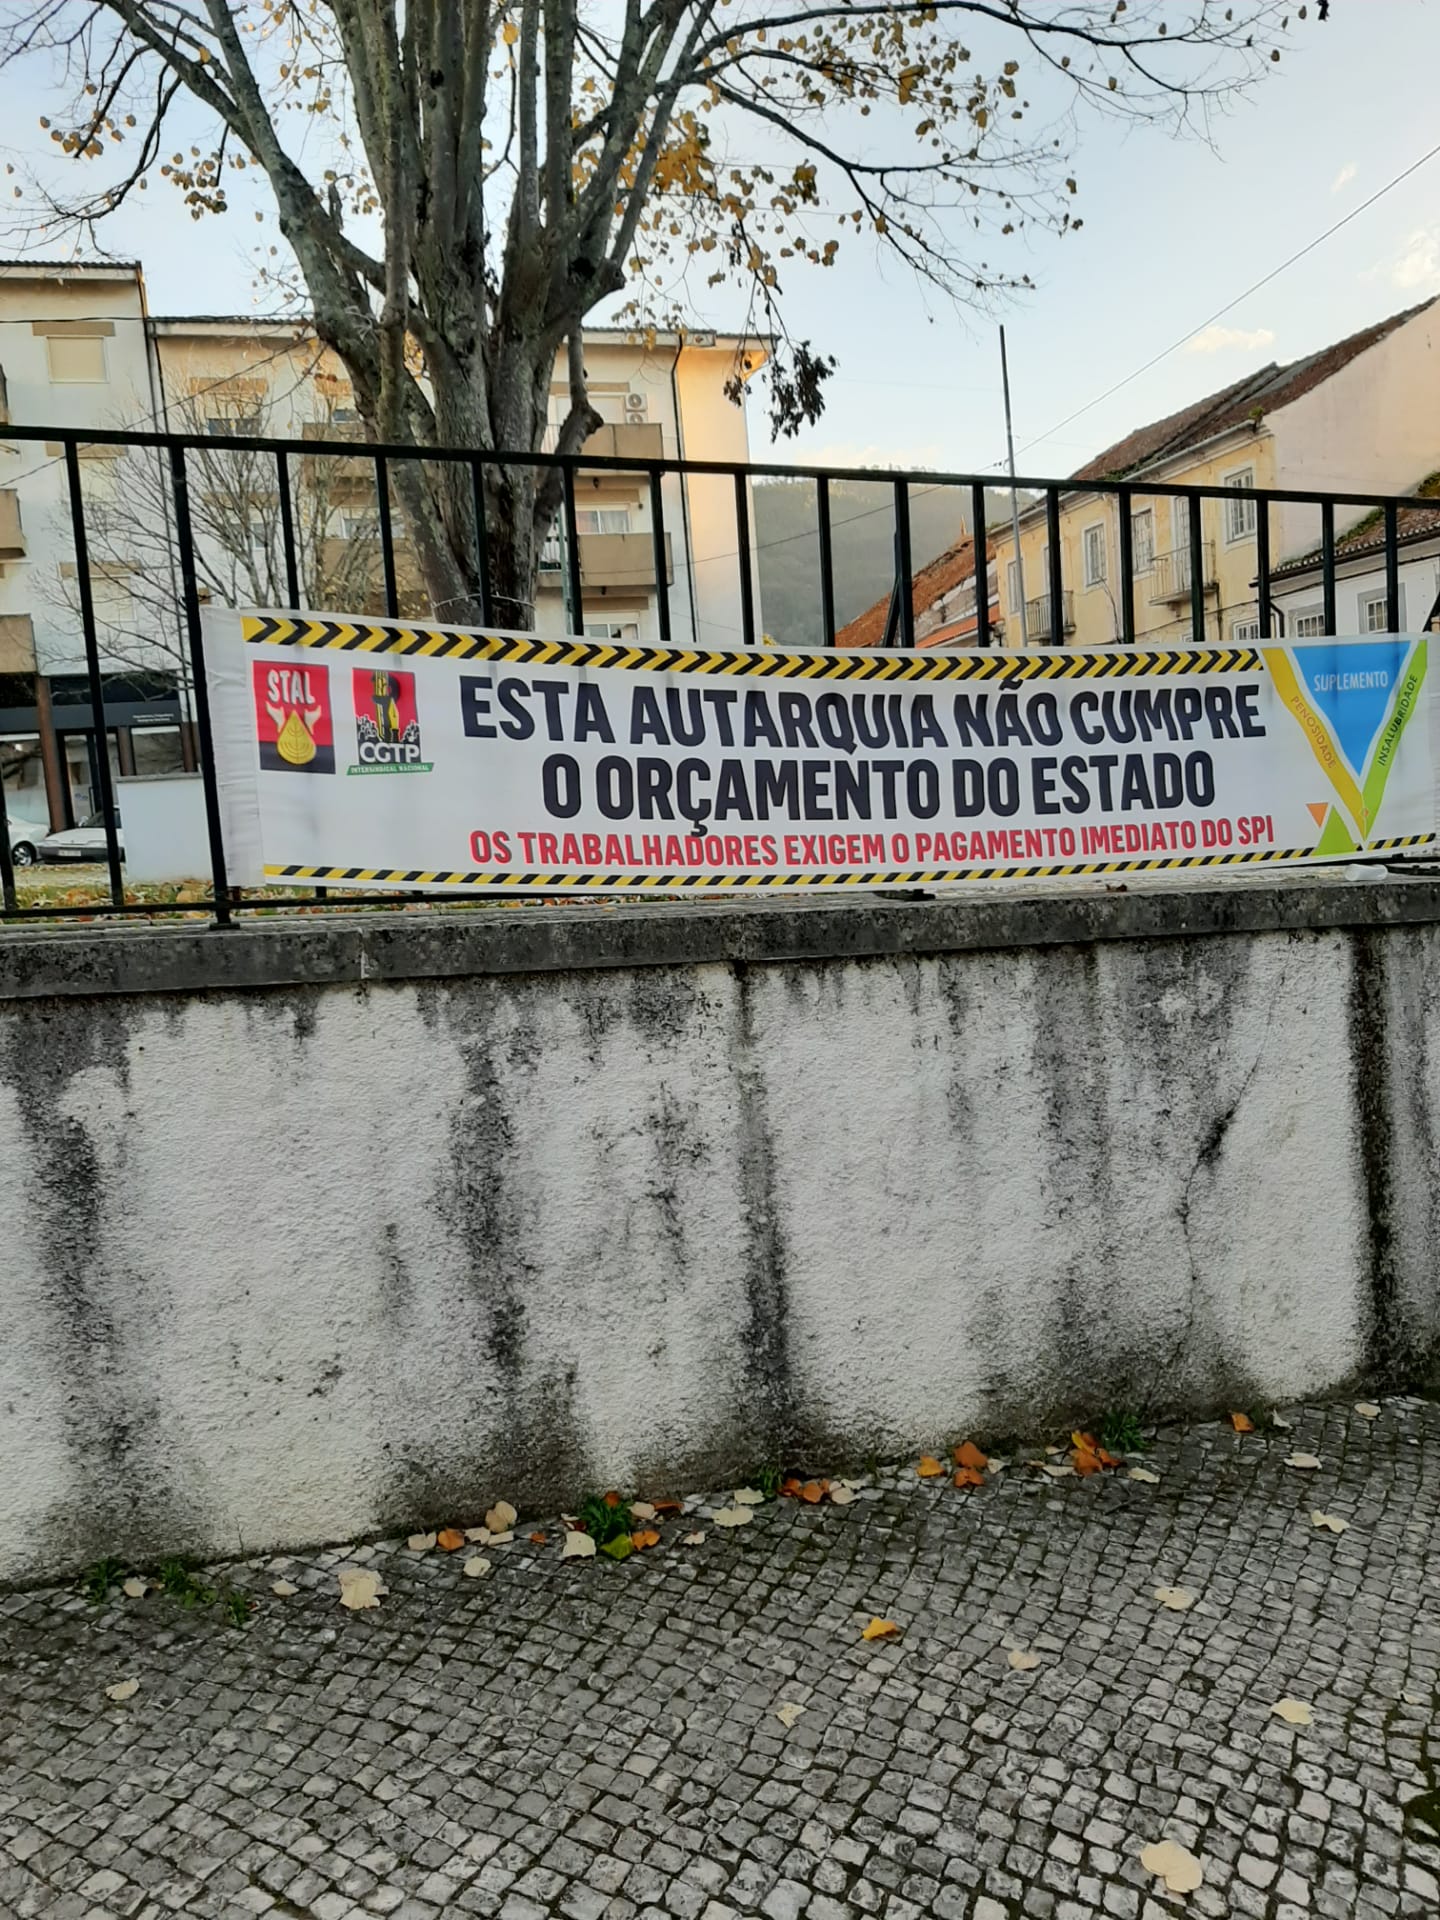 STAL
CGTP
INTERSINDICAL NACIONAL
ESTA AUTARQUIA NÃO CUMPRE
O ORÇAMENTO DO ESTADO
OS TRABALHADORES EXIGEM O PAGAMENTO IMEDIATO DO SPI
SUPLEMENTO
PENOSIDADE
INSALUBRIDADE